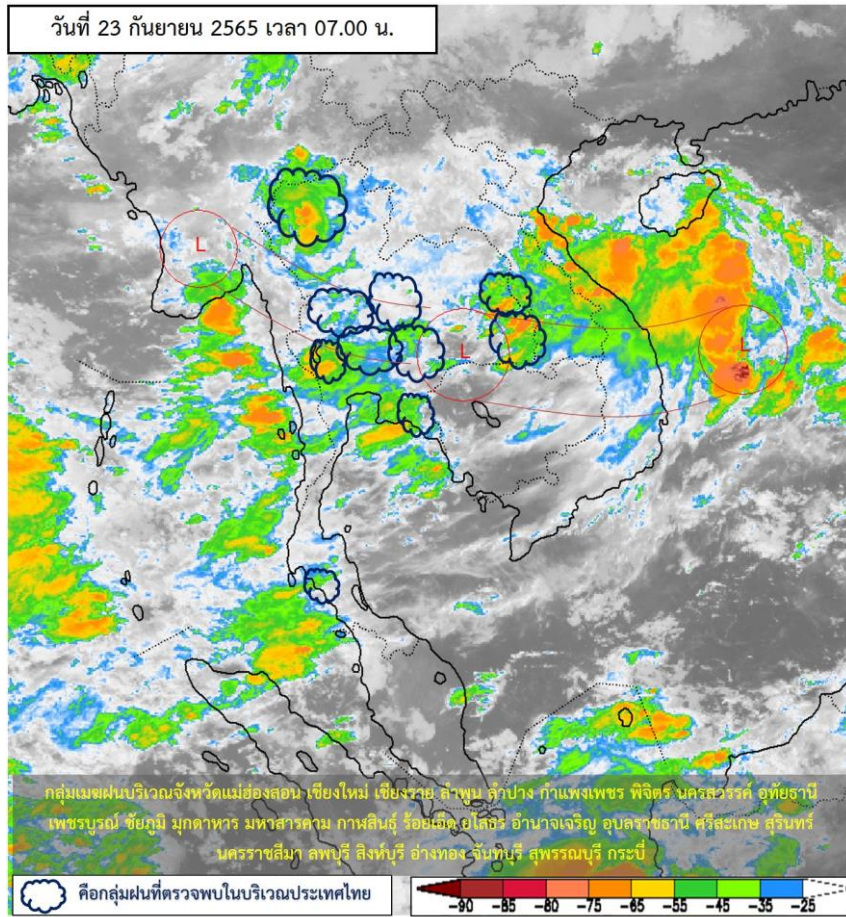 วันที่ 23 กันยายน 2565 เวลา 07.00 น.
L
L
L
กลุ่มเมฆฝนบริเวณจังหวัดแม่ฮ่องสอน เชียงใหม่ เชียงราย ลำพูน ลำปาง กำแพงเพชร พิจิตร นครสวรรค์ อุทัยธานี
เพชรบูรณ์ ชัยภูมิ มุกดาหาร มหาสารคาม กาฬสินธุ์ ร้อยเอ็ด ยโสธร อำนาจเจริญ อุบลราชธานี ศรีสะเกษ สุรินทร์
นครราชสีมา ลพบุรี สิงห์บุรี อ่างทอง จันทบุรี สุพรรณบุรี กระบี่
คือกลุ่มฝนที่ตรวจพบในบริเวณประเทศไทย
-90 -85 -80 -75 -65 -55 -45 -35 -25